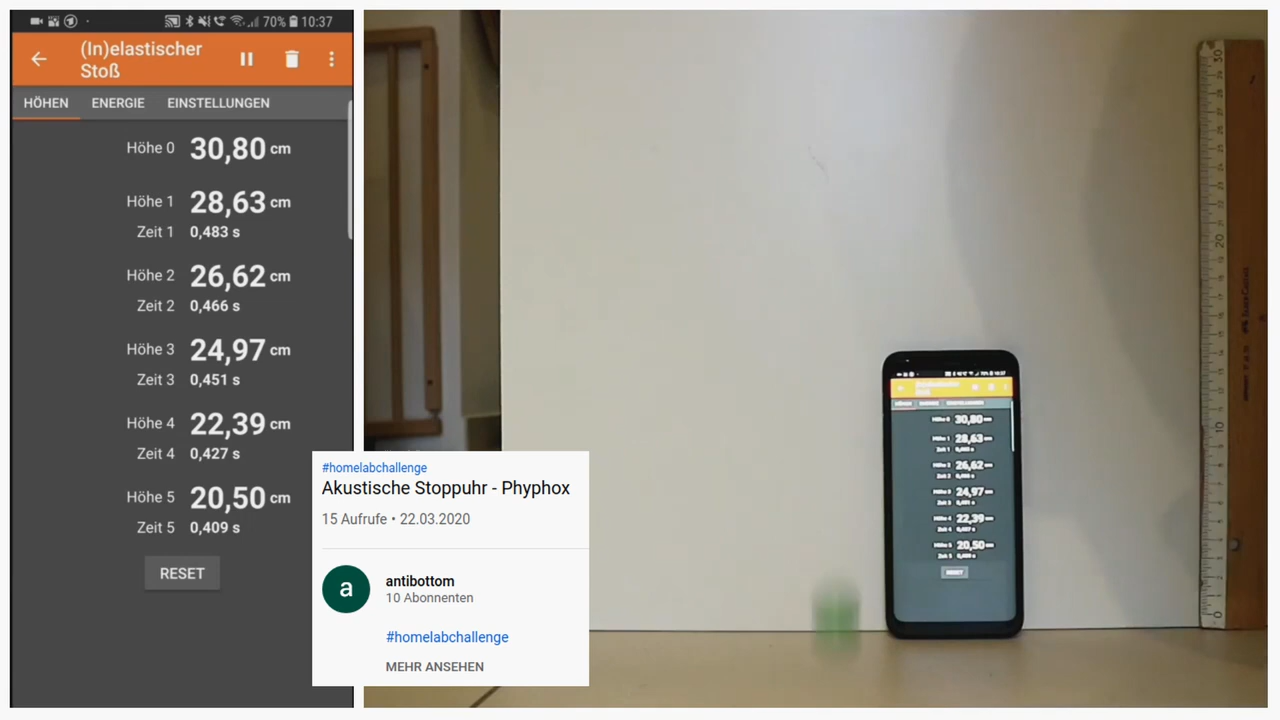 70% 10:37
(In)elastischer
Stoß
HÖHEN ENERGIE EINSTELLUNGEN
Höhe 0 30,80 cm
Höhe 1 28,63 cm
Zeit 1 0,483 s
Höhe 2 26,62 cm
Zeit 2 0,466 s
Höhe 3 24,97 cm
Zeit 3 0,451 s
Höhe 4 22,39 cm
Zeit 4 0,427 s
Höhe 5 20,50 cm
Zeit 5 0,409 s
RESET
#homelabchallenge
Akustische Stoppuhr - Phyphox
15 Aufrufe • 22.03.2020
a antibottom
10 Abonnenten
#homelabchallenge
MEHR ANSEHEN
30,80
28,63
26,62
24,97
22,39
20,50
RESET
30
20
10
0